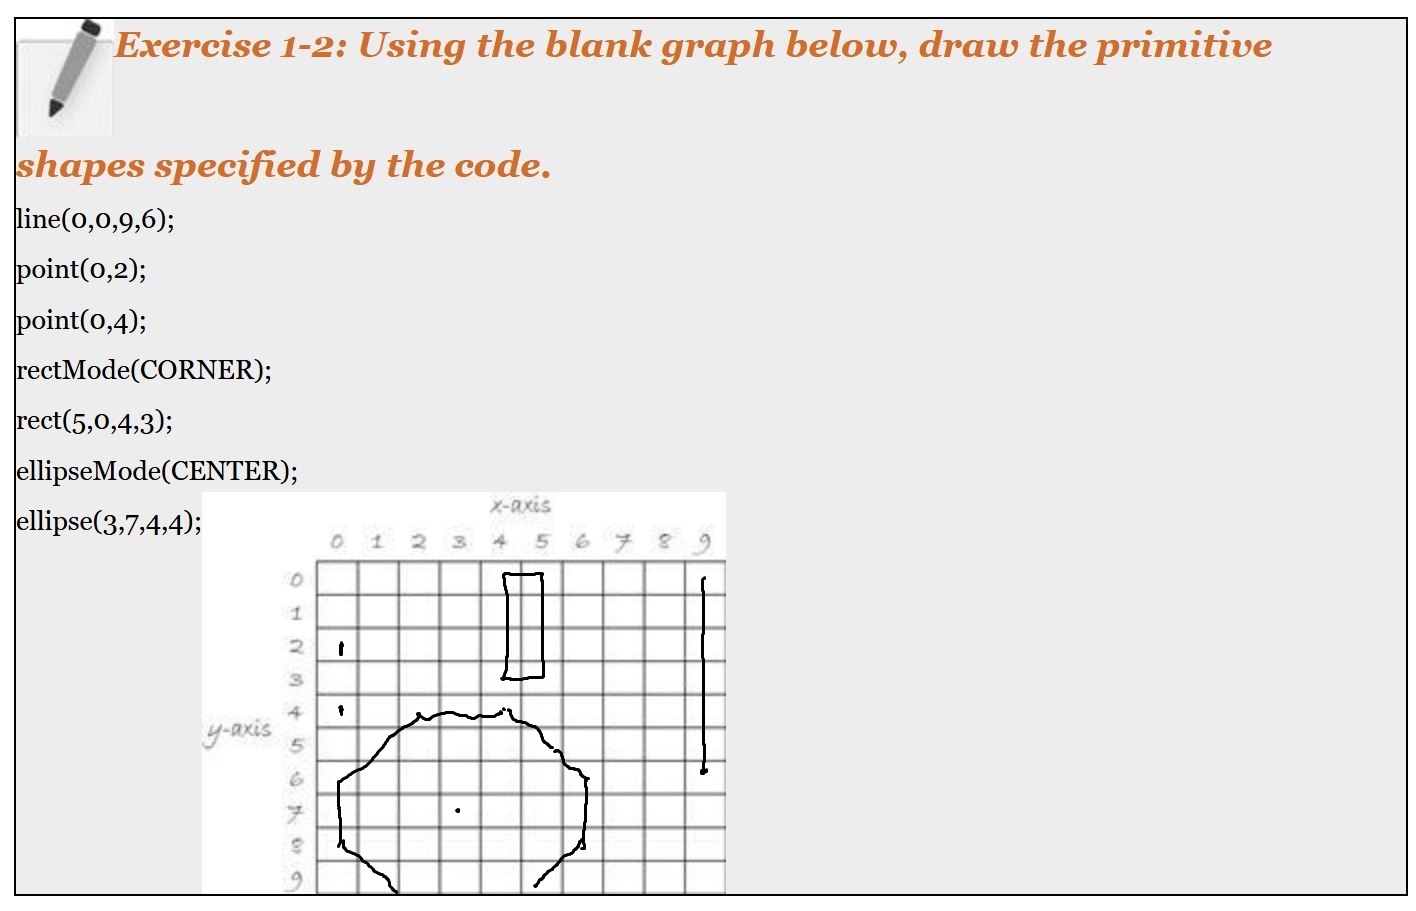 Exercise 1-2: Using the blank graph below, draw the primitive
shapes specified by the code.
line(0,0,9,6);
point(0,2);
point(0,4);
rectMode(CORNER);
rect(5,0,4,3);
ellipseMode(CENTER);
ellipse(3,7,4,4);
x-axis
0 1 2 3 4 5 6 7 8 9
0
1
2
3
4
y-axis
5
6
7
8
9